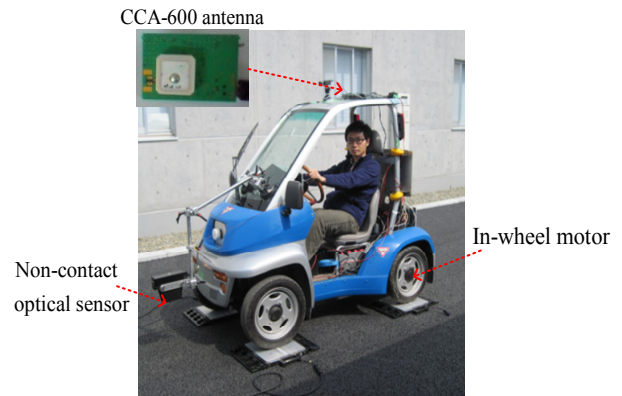 CCA-600 antenna
In-wheel motor
Non-contact
optical sensor